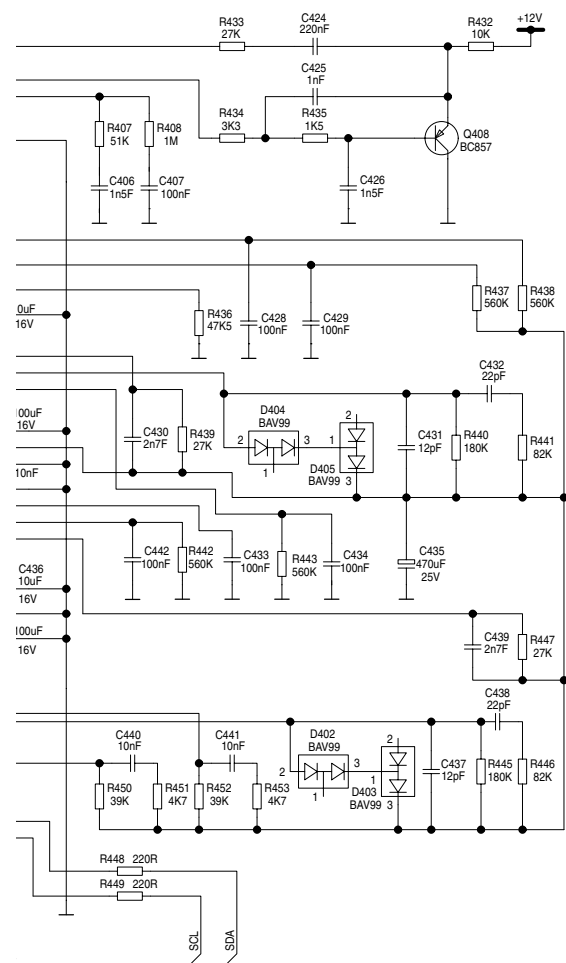 R433
27K
C424
220nF
R432
10K
+12V
C425
1nF
R434
3K3
R435
1K5
Q408
BC857
R407
51K
R408
1M
C406
1n5F
C407
100nF
C426
1n5F
R437
560K
R438
560K
R436
47K5
C428
100nF
C429
100nF
0uF
16V
C432
22pF
100uF
16V
C430
2n7F
R439
27K
D404
BAV99
2
3
1
2
1
D405
BAV99
3
C431
12pF
R440
180K
R441
82K
10nF
C442
100nF
R442
560K
C433
100nF
R443
560K
C434
100nF
C435
470uF
25V
C436
10uF
16V
100uF
16V
C439
2n7F
R447
27K
C438
22pF
C440
10nF
C441
10nF
D402
BAV99
2
3
1
2
1
D403
BAV99
3
C437
12pF
R445
180K
R446
82K
R450
39K
R451
4K7
R452
39K
R453
4K7
R448 220R
R449 220R
SCL
SDA